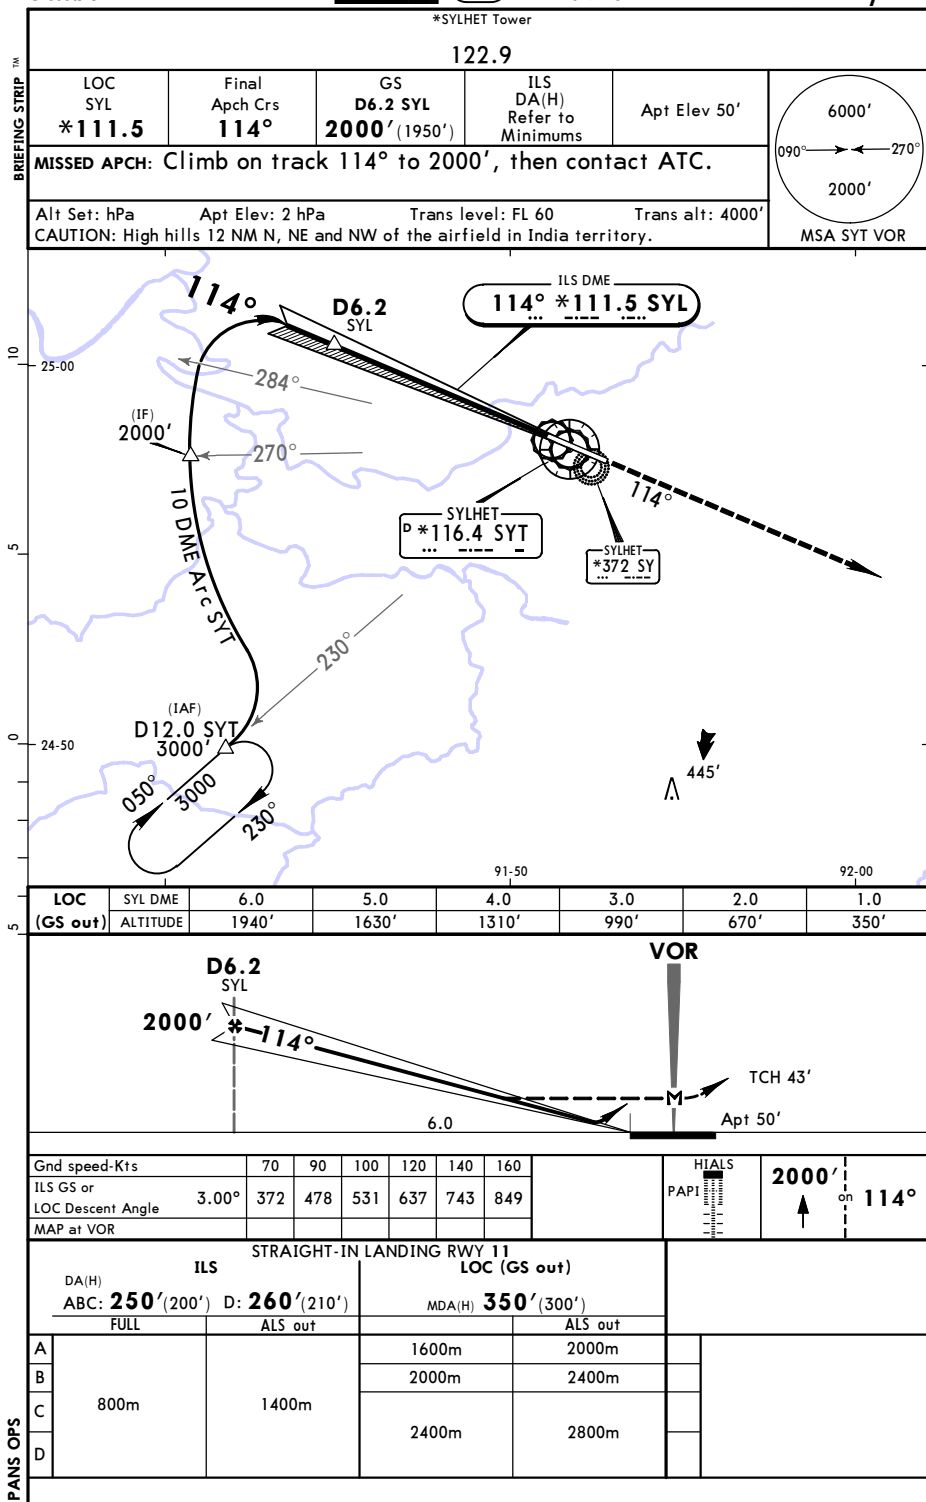 *SYLHET Tower
122.9
BRIEFING STRIP TM
LOC
SYL
*111.5
Final
Apch Crs
114°
GS
D6.2 SYL
2000'(1950')
ILS
DA(H)
Refer to
Minimums
Apt Elev 50'
6000'
090° 270°
2000'
MSA SYT VOR
MISSED APCH: Climb on track 114° to 2000', then contact ATC.
Alt Set: hPa Apt Elev: 2 hPa Trans level: FL 60 Trans alt: 4000'
CAUTION: High hills 12 NM N, NE and NW of the airfield in India territory.
114°
D6.2
SYL
ILS DME
114° *111.5 SYL
10
25-00
284°
(IF)
2000'
270°
10 DME Arc SYT
SYLHET
D *116.4 SYT
SYLHET
*372 SY
114°
5
230°
(IAF)
D12.0 SYT
3000'
0
24-50
050°
3000
230°
445'
91-50
92-00
5
LOC SYL DME 6.0 5.0 4.0 3.0 2.0 1.0
(GS out) ALTITUDE 1940' 1630' 1310' 990' 670' 350'
D6.2
SYL
VOR
2000'
114°
M
TCH 43'
6.0
Apt 50'
Gnd speed-Kts 70 90 100 120 140 160
ILS GS or
LOC Descent Angle 3.00° 372 478 531 637 743 849
MAP at VOR
HIALS
PAPI
2000'
on 114°
STRAIGHT-IN LANDING RWY 11
ILS LOC (GS out)
DA(H)
ABC: 250'(200') D: 260'(210') MDA(H) 350'(300')
FULL ALS out ALS out
A 1600m 2000m
B 2000m 2400m
C 800m 1400m
2400m 2800m
D
PANS OPS